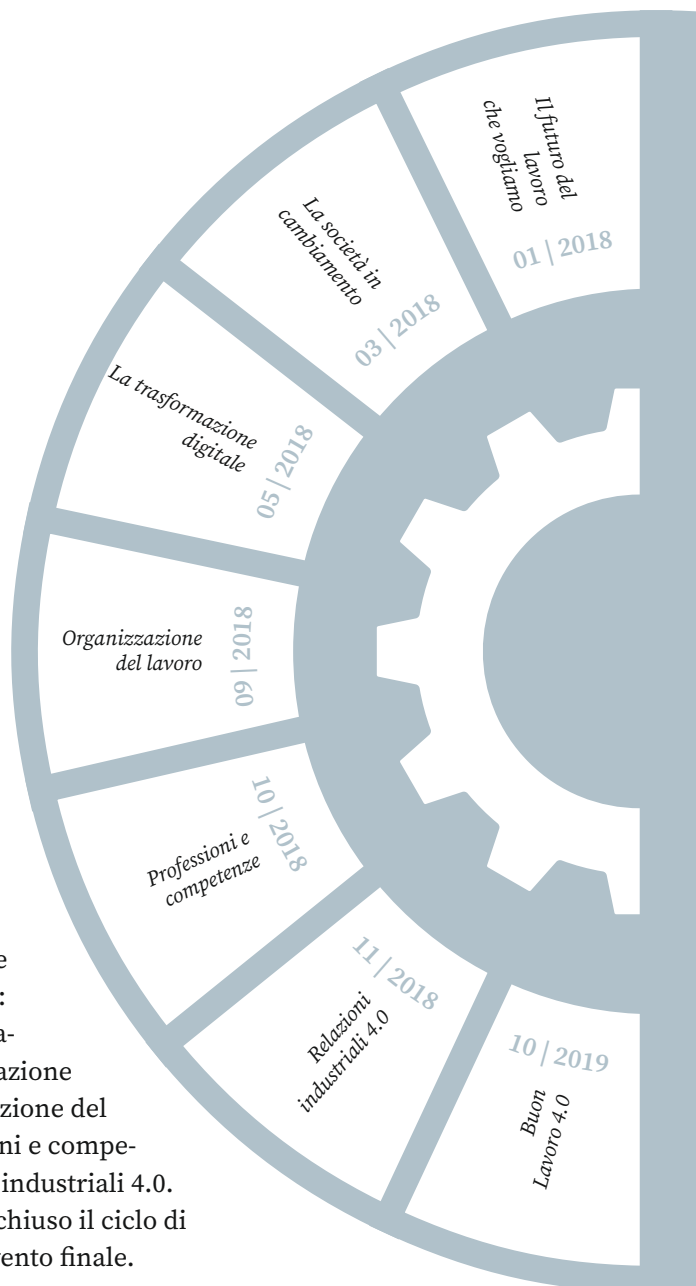 Il futuro del
lavoro
che vogliamo
01 | 2018
La società in
cambiamento
03 | 2018
La trasformazione
digitale
05 | 2018
Organizzazione
del lavoro
09 | 2018
Professioni e
competenze
10 | 2018
Relazioni
industriali 4.0
11 | 2018
Buon
Lavoro 4.0
10 | 2019
e
:
a-
azione
zione del
ni e compe-
industriali 4.0.
chiuso il ciclo di
vento finale.